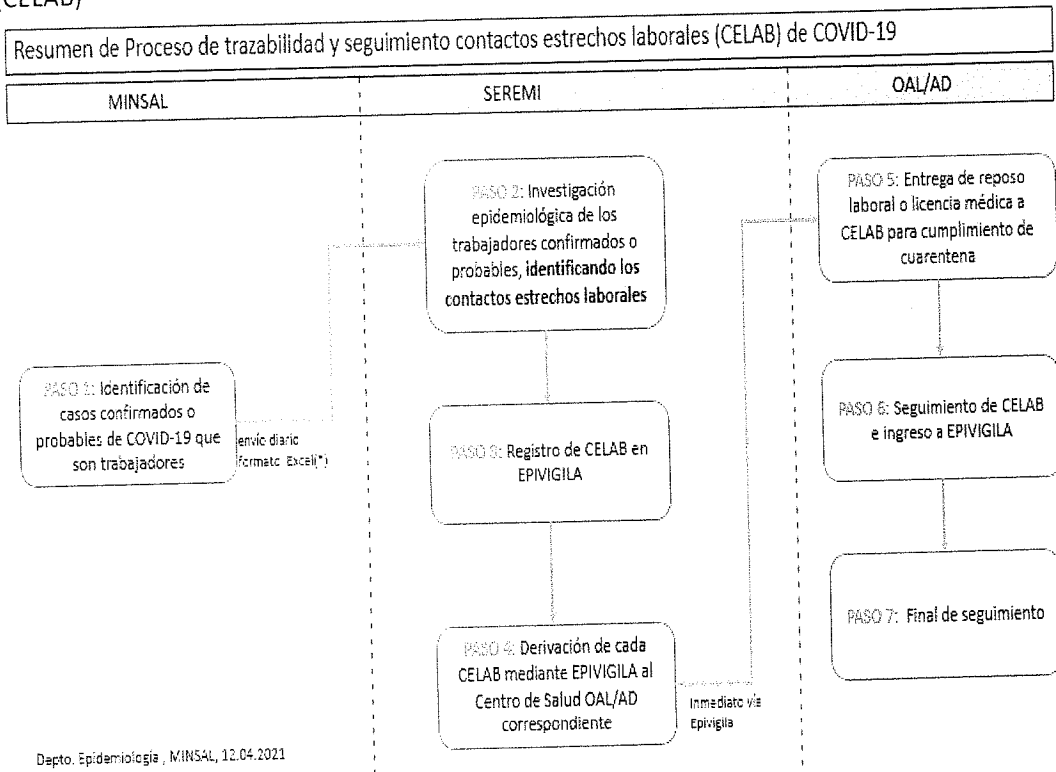 (CELAB)
Resumen de Proceso de trazabilidad y seguimiento contactos estrechos laborales (CELAB) de COVID-19
MINSAL
SEREMI
OAL/AD
PASO 1: Identificación de
casos confirmados o
probables de COVID-19 que
son trabajadores
envío diario
formato Excel(*)
PASO 2: Investigación
epidemiológica de los
trabajadores confirmados o
probables, identificando los
contactos estrechos laborales
PASO 3: Registro de CELAB en
EPIVIGILA
PASO 4: Derivación de cada
CELAB mediante EPIVIGILA al
Centro de Salud OAL/AD
correspondiente
Inmediato vía
Epivigila
PASO 5: Entrega de reposo
laboral o licencia médica a
CELAB para cumplimiento de
cuarentena
PASO 6: Seguimiento de CELAB
e ingreso a EPIVIGILA
PASO 7: Final de seguimiento
Depto. Epidemiología , MINSAL, 12.04.2021